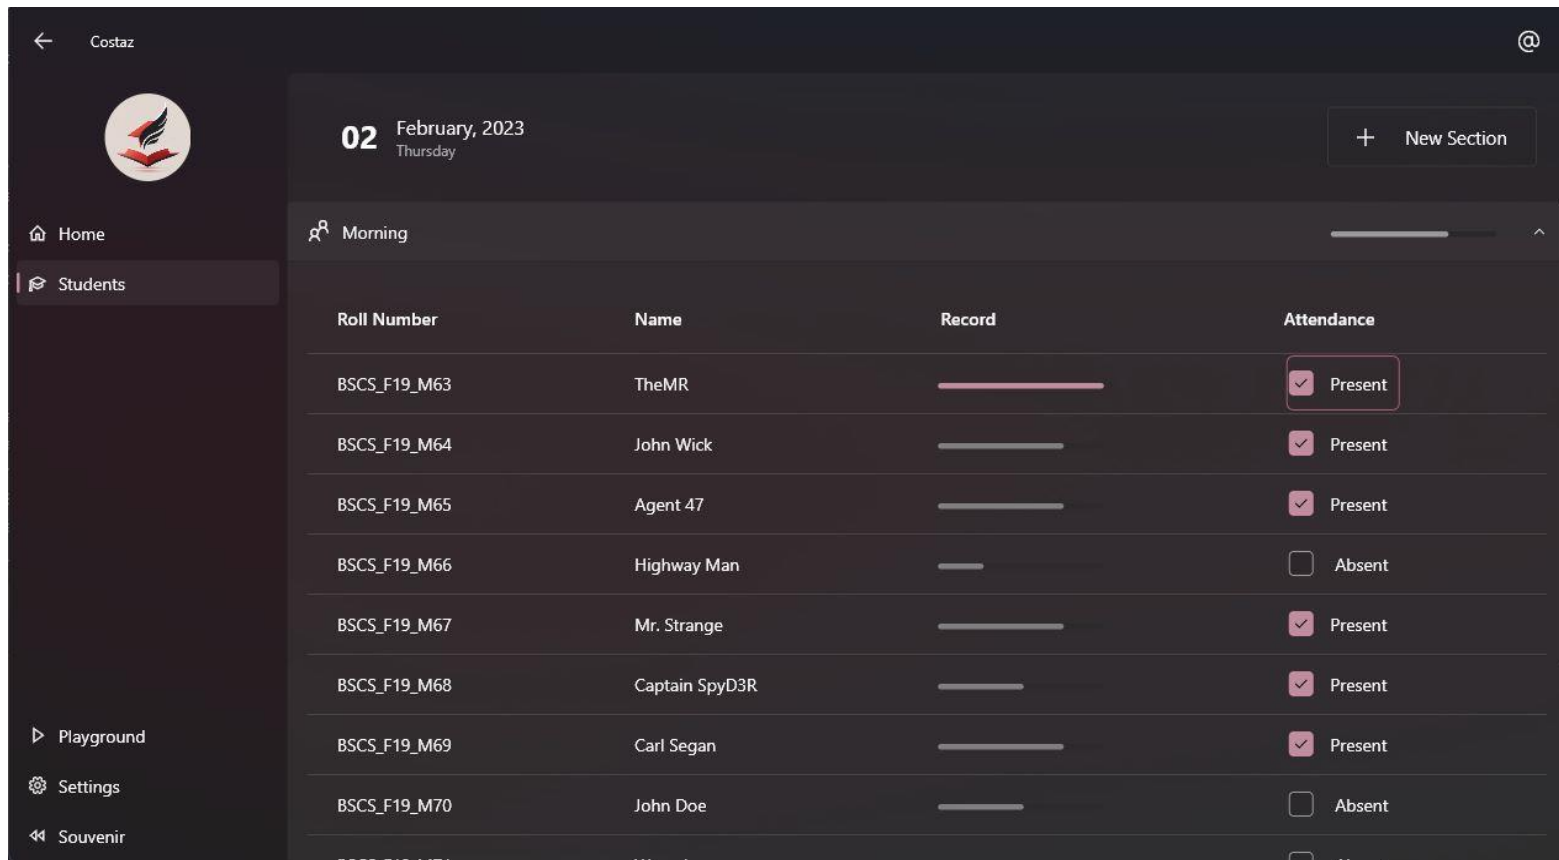 Costaz
@
02 February, 2023
Thursday
New Section
Home
Students
Playground
Settings
Souvenir
Morning
Roll Number Name Record Attendance
BSCS_F19_M63 TheMR Present
BSCS_F19_M64 John Wick Present
BSCS_F19_M65 Agent 47 Present
BSCS_F19_M66 Highway Man Absent
BSCS_F19_M67 Mr. Strange Present
BSCS_F19_M68 Captain SpyD3R Present
BSCS_F19_M69 Carl Segan Present
BSCS_F19_M70 John Doe Absent